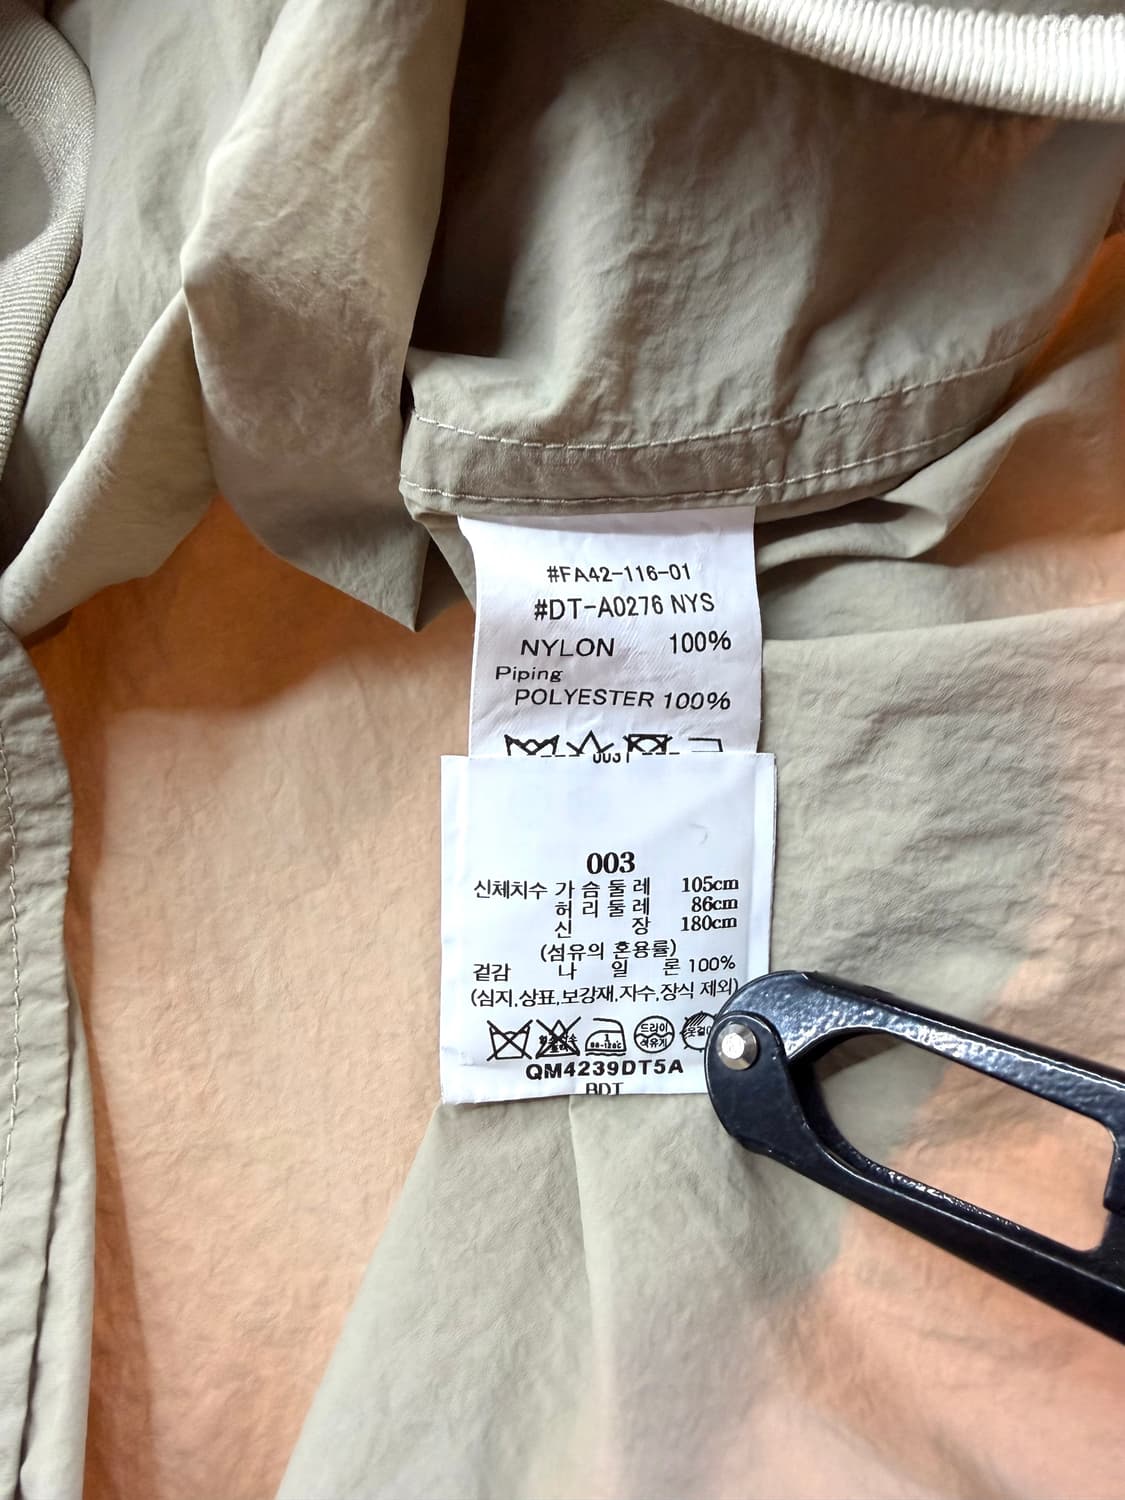 #FA42-116-01
#DT-A0276 NYS
NYLON 100%
Piping
POLYESTER 100%
003
신체치수 가슴둘레 105cm
허리둘레 86cm
신장 180cm
(섬유의 혼용률)
겉감 나일론 100%
(심지,상표,보강재,자수,장식 제외)
드라이
석유계
QM4239DT5A
BDT